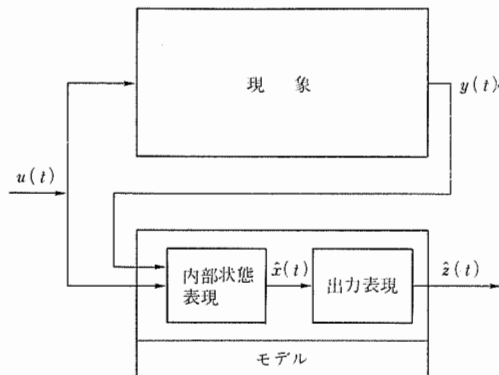 現 象
y(t)
u(t)
内部状態
表現
x̂(t)
出力表現
ẑ(t)
モデル